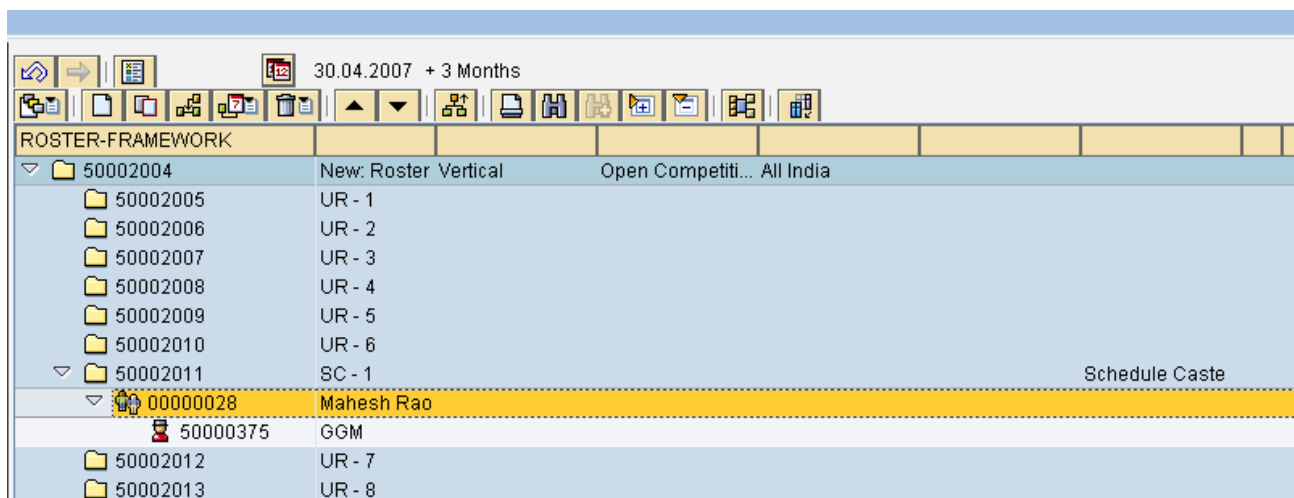 30.04.2007 + 3 Months
ROSTER-FRAMEWORK
50002004 New: Roster Vertical Open Competiti... All India
50002005 UR - 1
50002006 UR - 2
50002007 UR - 3
50002008 UR - 4
50002009 UR - 5
50002010 UR - 6
50002011 SC - 1 Schedule Caste
00000028 Mahesh Rao
50000375 GGM
50002012 UR - 7
50002013 UR - 8